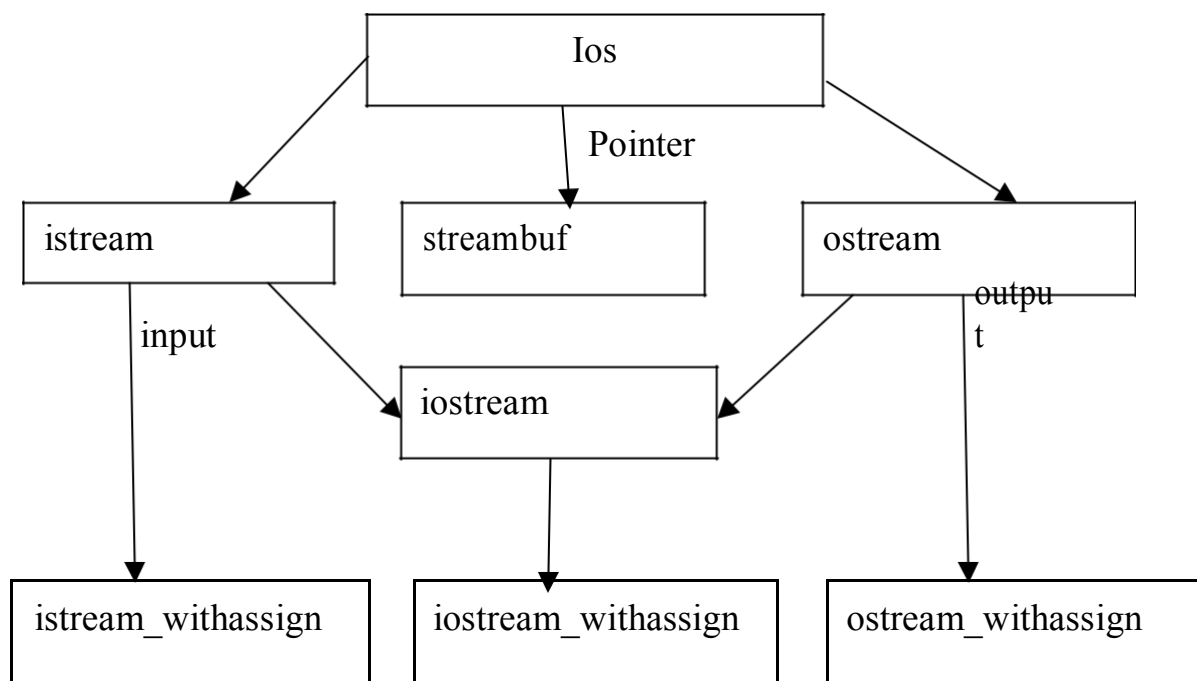 Ios
Pointer
istream
streambuf
ostream
outpu
t
input
iostream
istream_withassign
iostream_withassign
ostream_withassign